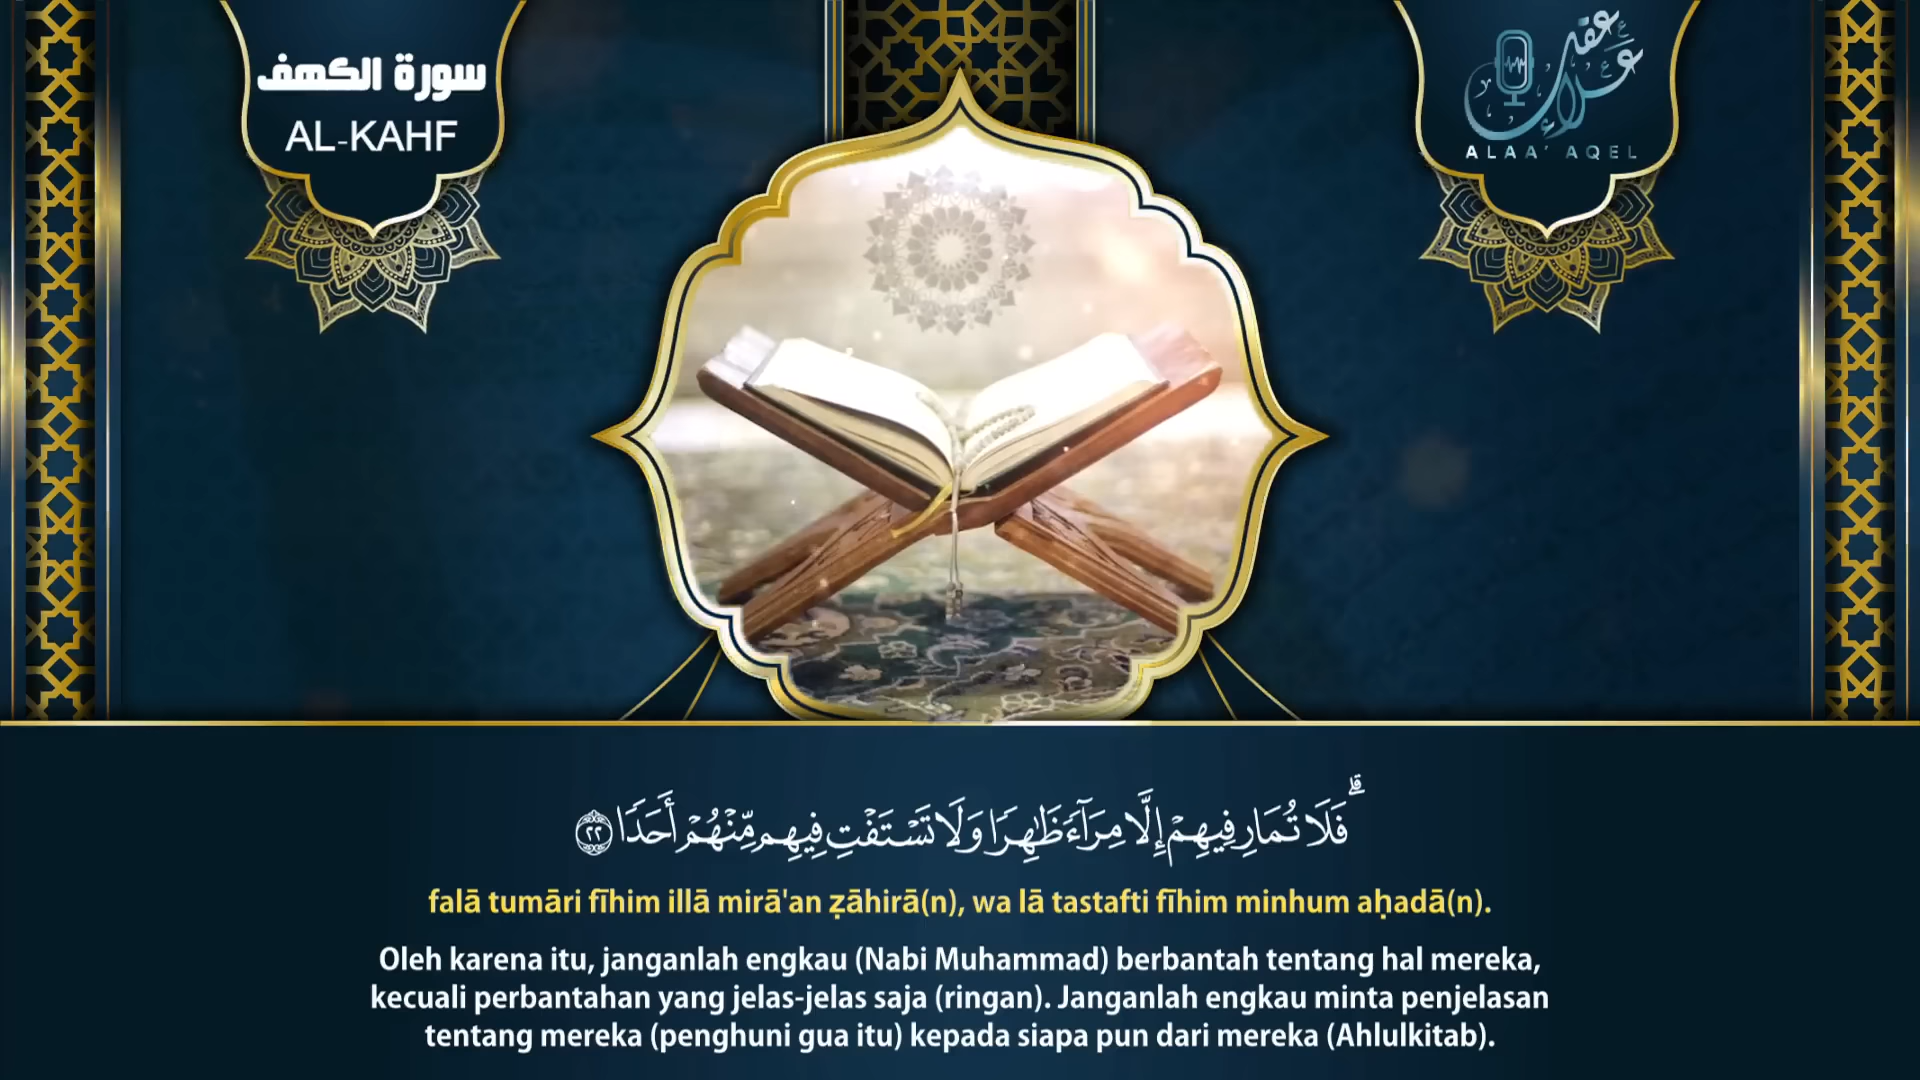 سورة الكهف
AL-KAHF
علاء عقل
ALAA' AQEL
ۗ فَلَا تُمَارِ فِيهِمْ إِلَّا مِرَآءً ظَٰهِرًا وَلَا تَسْتَفْتِ فِيهِم مِّنْهُمْ أَحَدًا ٢٢
falā tumāri fīhim illā mirā'an ẓāhirā(n), wa lā tastafti fīhim minhum aḥadā(n).
Oleh karena itu, janganlah engkau (Nabi Muhammad) berbantah tentang hal mereka,
kecuali perbantahan yang jelas-jelas saja (ringan). Janganlah engkau minta penjelasan
tentang mereka (penghuni gua itu) kepada siapa pun dari mereka (Ahlulkitab).